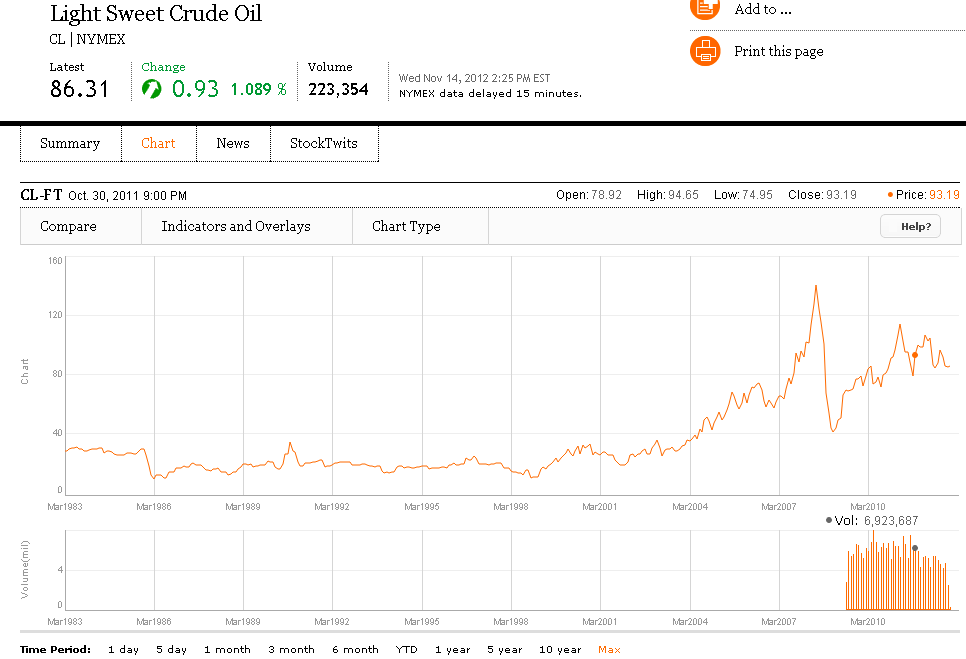 Light Sweet Crude Oil
CL | NYMEX
Add to ...
Print this page
Latest Change Volume
86.31 0.93 1.089 % 223,354
Wed Nov 14, 2012 2:25 PM EST
NYMEX data delayed 15 minutes.
Summary Chart News StockTwits
CL-FT Oct. 30, 2011 9:00 PM Open: 78.92 High: 94.65 Low: 74.95 Close: 93.19 Price: 93.19
Compare Indicators and Overlays Chart Type Help?
160
120
80
40
0
Chart
Mar1983 Mar1986 Mar1989 Mar1992 Mar1995 Mar1998 Mar2001 Mar2004 Mar2007 Mar2010
Vol: 6,923,687
4
0
Volume(mil)
Mar1983 Mar1986 Mar1989 Mar1992 Mar1995 Mar1998 Mar2001 Mar2004 Mar2007 Mar2010
Time Period: 1 day 5 day 1 month 3 month 6 month YTD 1 year 5 year 10 year Max